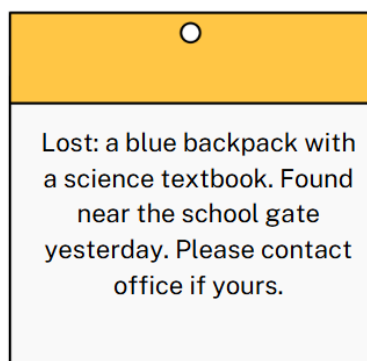 Lost: a blue backpack with
a science textbook. Found
near the school gate
yesterday. Please contact
office if yours.